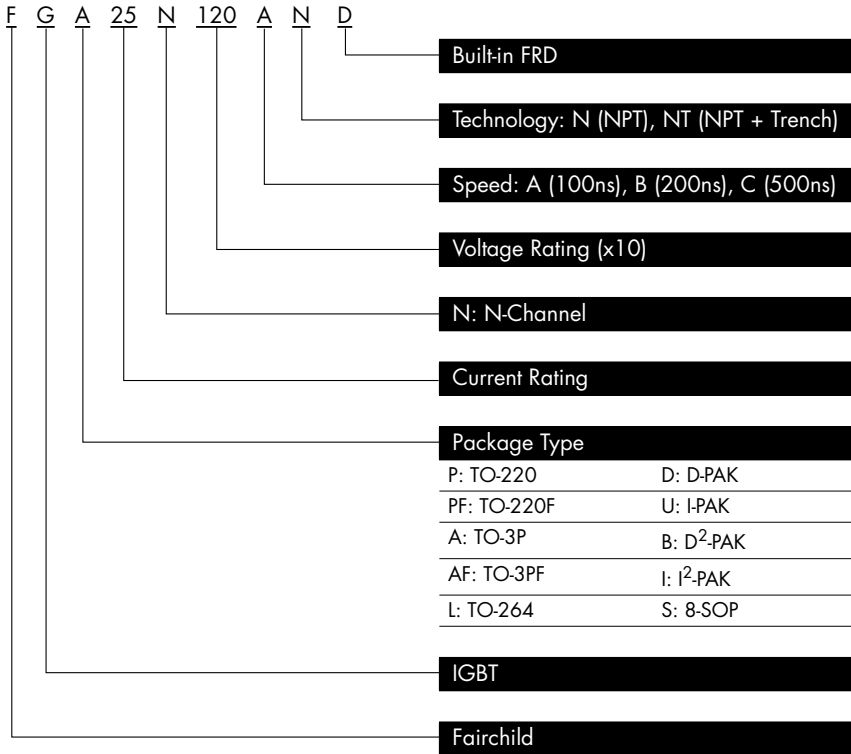 F G A 25 N 120 A N D
Built-in FRD
Technology: N (NPT), NT (NPT + Trench)
Speed: A (100ns), B (200ns), C (500ns)
Voltage Rating (x10)
N: N-Channel
Current Rating
Package Type
P: TO-220 D: D-PAK
PF: TO-220F U: I-PAK
A: TO-3P B: D²-PAK
AF: TO-3PF I: I²-PAK
L: TO-264 S: 8-SOP
IGBT
Fairchild